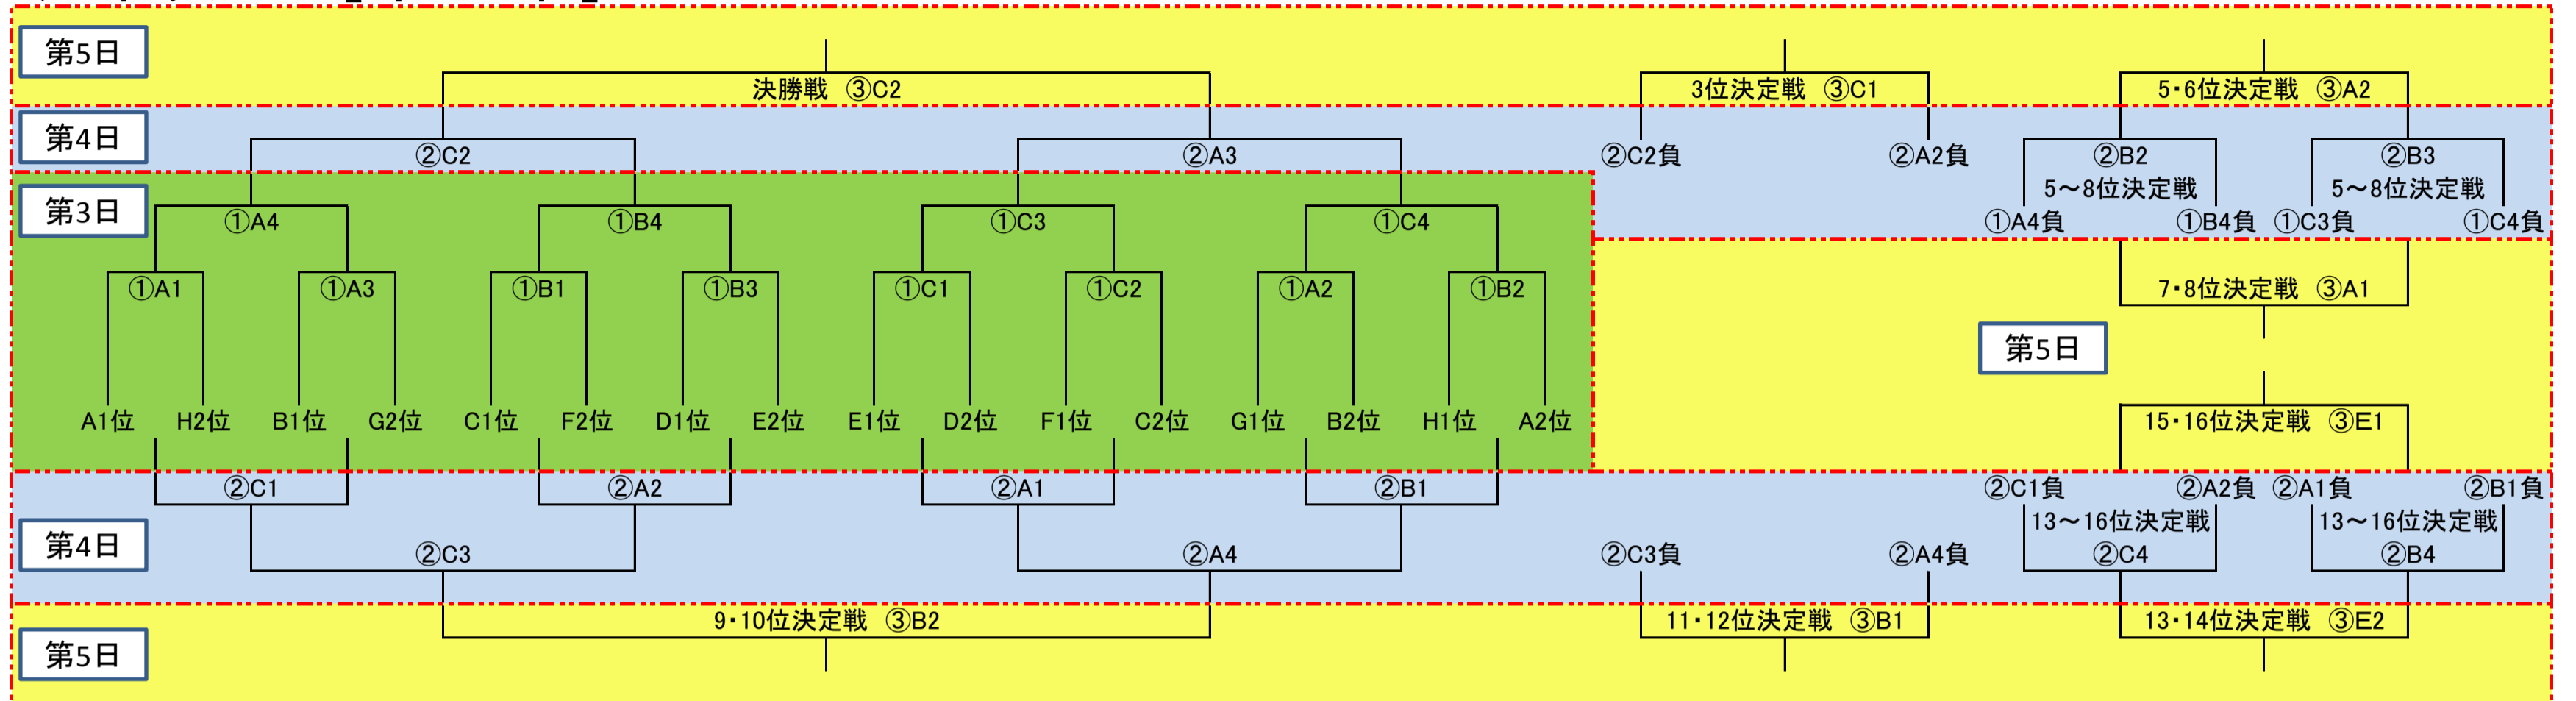 第5日
決勝戦 ③C2 3位決定戦 ③C1 5・6位決定戦 ③A2
第4日
②C2 ②A3 ②C2負 ②A2負 ②B2 ②B3
5～8位決定戦 5～8位決定戦
第3日
①A4 ①B4 ①C3 ①C4 ①A4負 ①B4負 ①C3負 ①C4負
①A1 ①A3 ①B1 ①B3 ①C1 ①C2 ①A2 ①B2 7・8位決定戦 ③A1
第5日
A1位 H2位 B1位 G2位 C1位 F2位 D1位 E2位 E1位 D2位 F1位 C2位 G1位 B2位 H1位 A2位 15・16位決定戦 ③E1
②C1 ②A2 ②A1 ②B1 ②C1負 ②A2負 ②A1負 ②B1負
13～16位決定戦 13～16位決定戦
第4日
②C3 ②A4 ②C3負 ②A4負 ②C4 ②B4
9・10位決定戦 ③B2 11・12位決定戦 ③B1 13・14位決定戦 ③E2
第5日